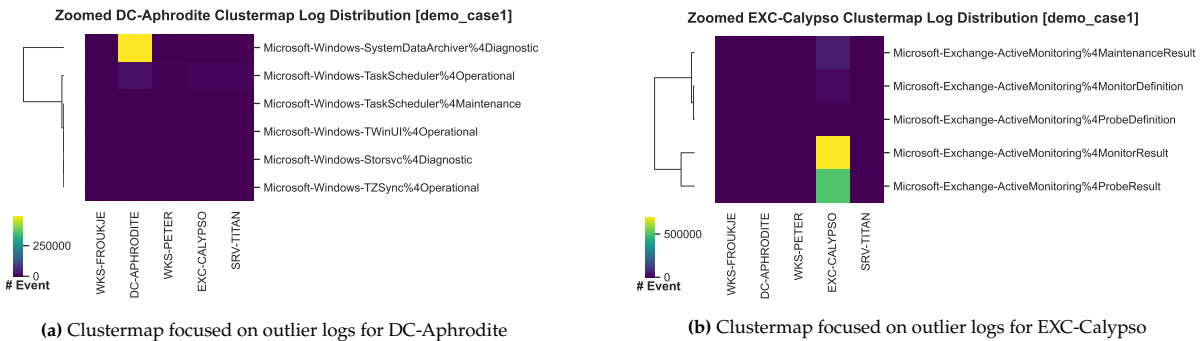 Zoomed DC-Aphrodite Clustermap Log Distribution [demo_case1]
Microsoft-Windows-SystemDataArchiver%4Diagnostic
Microsoft-Windows-TaskScheduler%4Operational
Microsoft-Windows-TaskScheduler%4Maintenance
Microsoft-Windows-TWinUI%4Operational
Microsoft-Windows-Storsvc%4Diagnostic
Microsoft-Windows-TZSync%4Operational
WKS-FROUKJE
DC-APHRODITE
WKS-PETER
EXC-CALYPSO
SRV-TITAN
250000
0
# Event
(a) Clustermap focused on outlier logs for DC-Aphrodite
Zoomed EXC-Calypso Clustermap Log Distribution [demo_case1]
Microsoft-Exchange-ActiveMonitoring%4MaintenanceResult
Microsoft-Exchange-ActiveMonitoring%4MonitorDefinition
Microsoft-Exchange-ActiveMonitoring%4ProbeDefinition
Microsoft-Exchange-ActiveMonitoring%4MonitorResult
Microsoft-Exchange-ActiveMonitoring%4ProbeResult
WKS-FROUKJE
DC-APHRODITE
WKS-PETER
EXC-CALYPSO
SRV-TITAN
500000
0
# Event
(b) Clustermap focused on outlier logs for EXC-Calypso